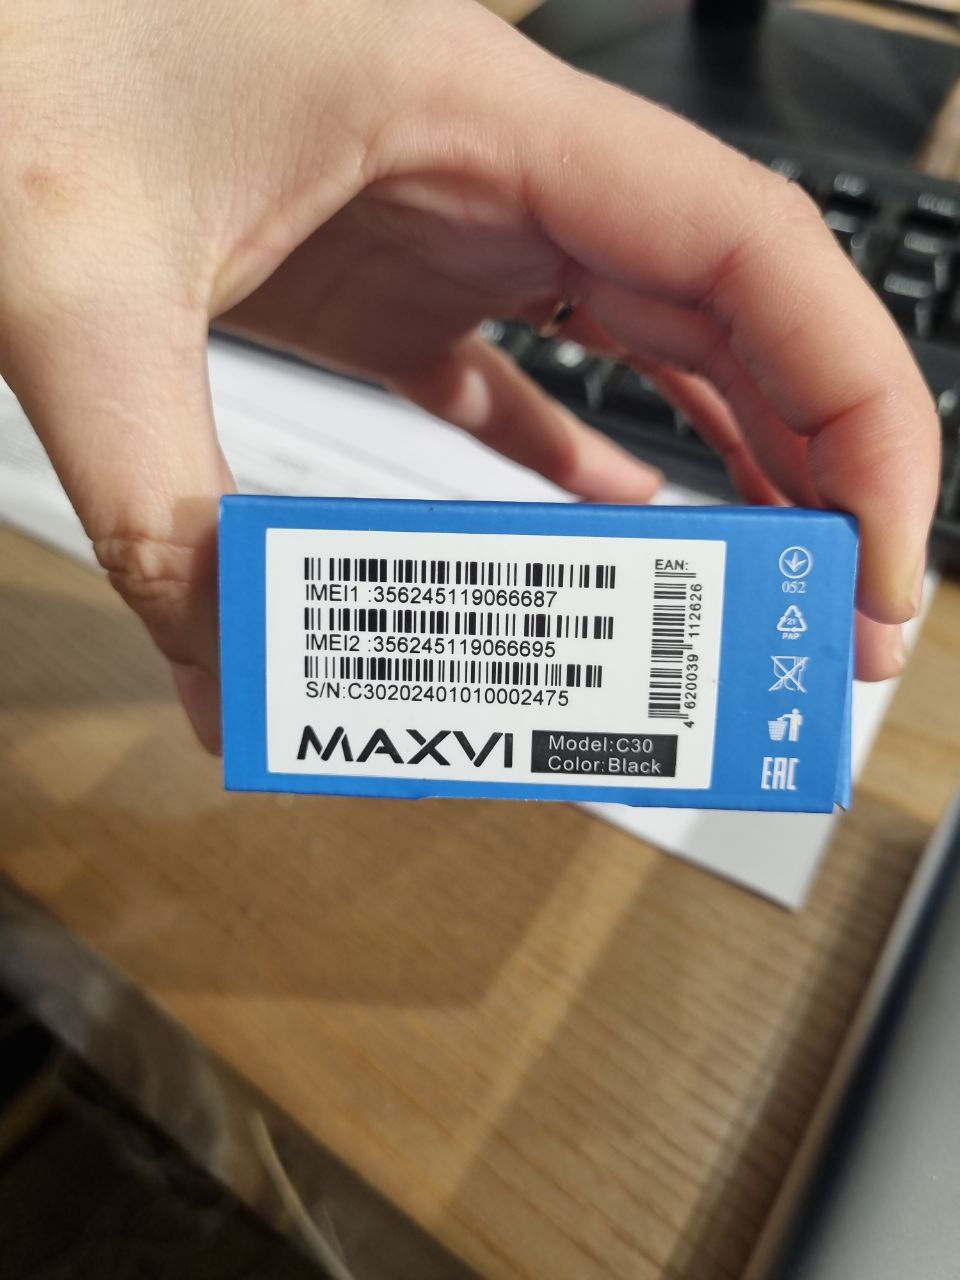 IMEI1 :356245119066687
IMEI2 :356245119066695
S/N:C30202401010002475
MAXVI
Model:C30
Color:Black
EAN:
4 620039 112626
052
21
PAP
EAC